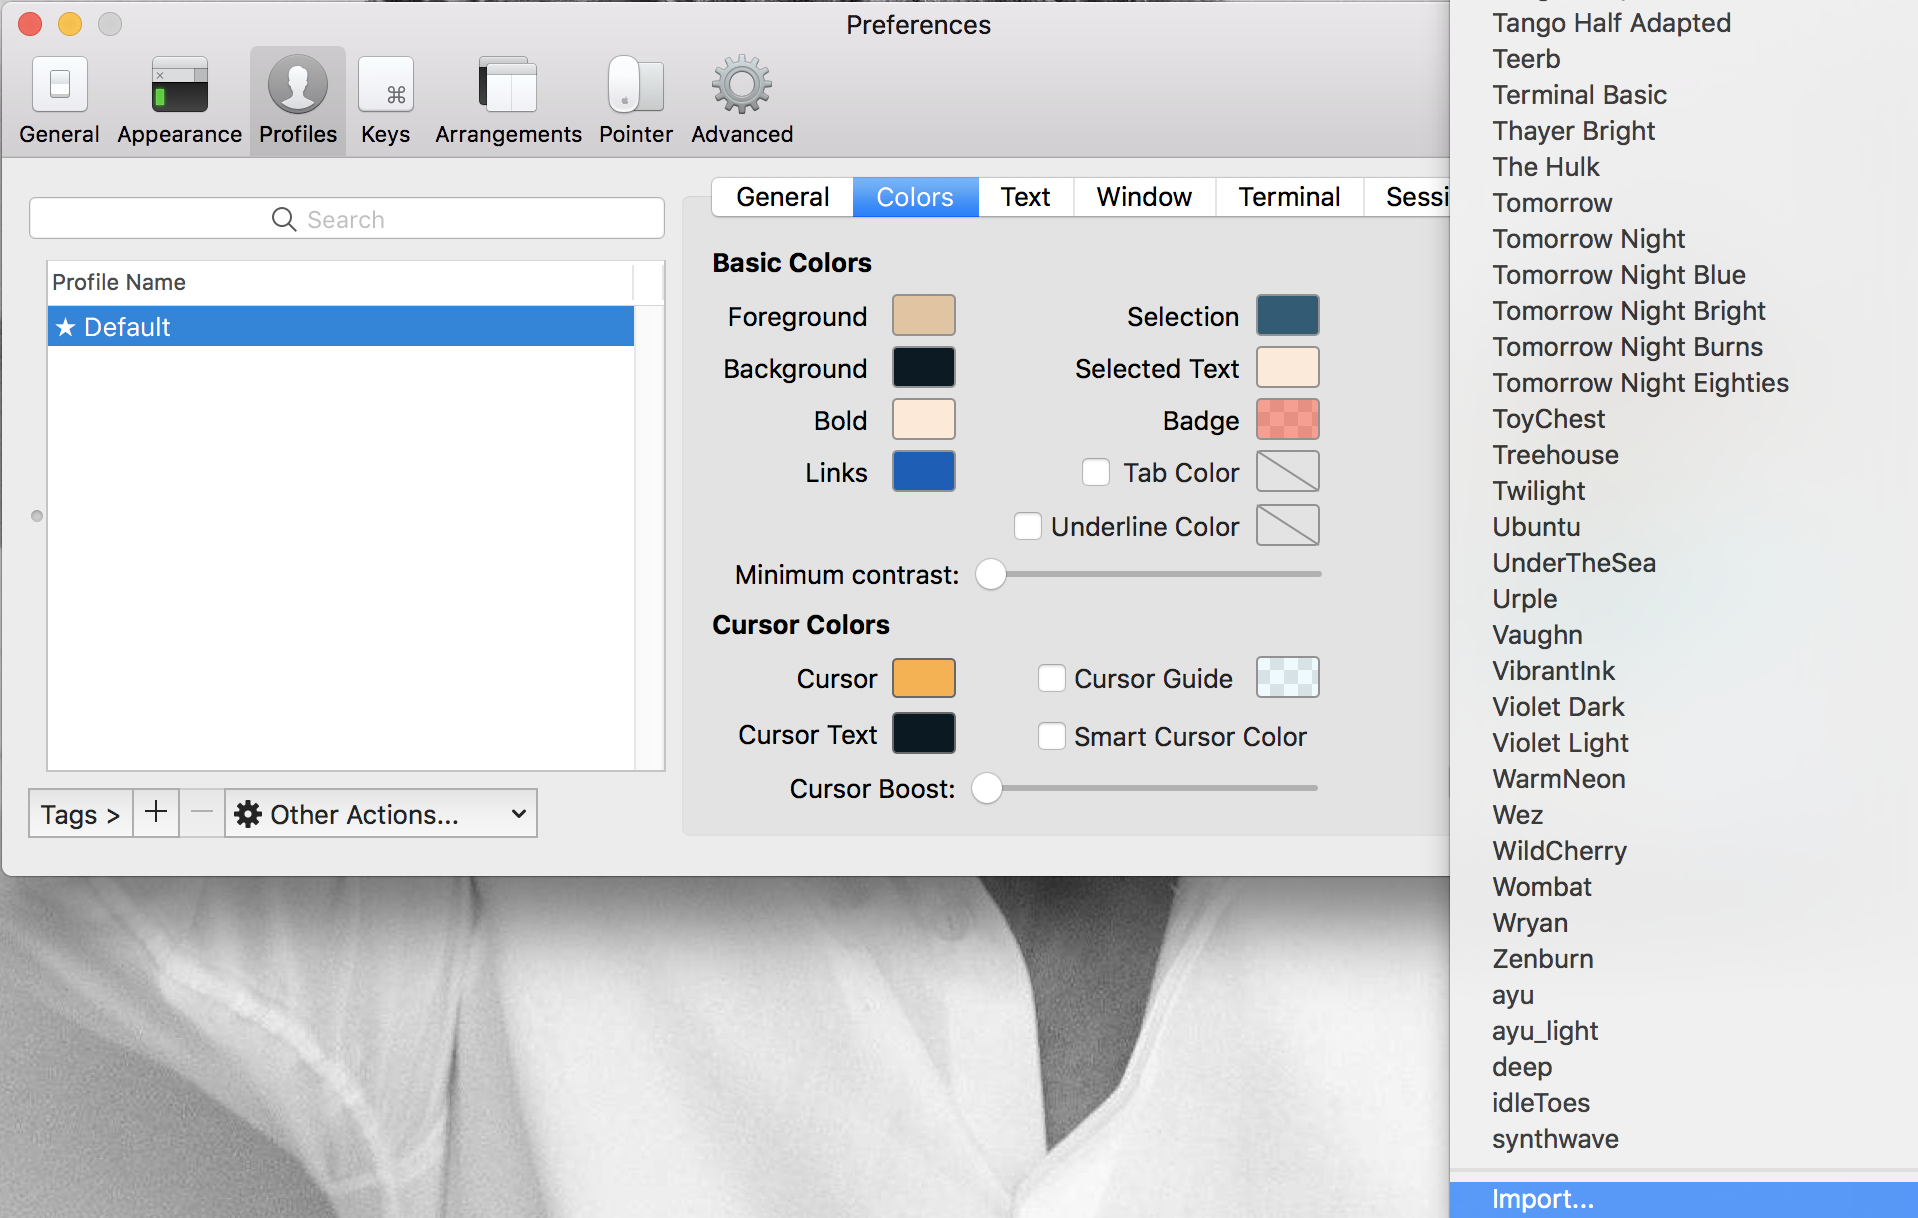 Preferences
General
Appearance
Profiles
Keys
Arrangements
Pointer
Advanced
Search
Profile Name
★ Default
Tags >
+
−
Other Actions...
General
Colors
Text
Window
Terminal
Sessi
Basic Colors
Foreground
Selection
Background
Selected Text
Bold
Badge
Links
Tab Color
Underline Color
Minimum contrast:
Cursor Colors
Cursor
Cursor Guide
Cursor Text
Smart Cursor Color
Cursor Boost:
Tango Half Adapted
Teerb
Terminal Basic
Thayer Bright
The Hulk
Tomorrow
Tomorrow Night
Tomorrow Night Blue
Tomorrow Night Bright
Tomorrow Night Burns
Tomorrow Night Eighties
ToyChest
Treehouse
Twilight
Ubuntu
UnderTheSea
Urple
Vaughn
VibrantInk
Violet Dark
Violet Light
WarmNeon
Wez
WildCherry
Wombat
Wryan
Zenburn
ayu
ayu_light
deep
idleToes
synthwave
Import...